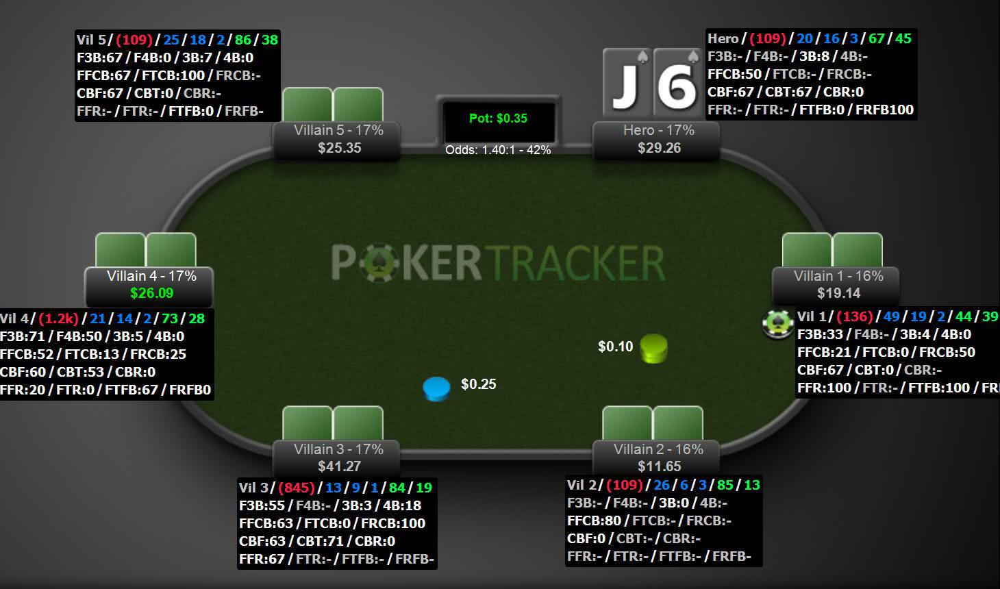 Vil 5/(109)/25/18/2/86/38
F3B:67/F4B:0/3B:7/4B:0
FFCB:67/FTCB:100/FRCB:-
CBF:67/CBT:0/CBR:-
FFR:-/FTR:-/FTFB:0/FRFB-
Hero/(109)/20/16/3/67/45
F3B:-/F4B:-/3B:8/4B:-
FFCB:50/FTCB:-/FRCB:-
CBF:67/CBT:67/CBR:0
FFR:-/FTR:-/FTFB:0/FRFB100
J 6
Pot: $0.35
Odds: 1.40:1 - 42%
Villain 5 - 17%
$25.35
Hero - 17%
$29.26
POKERTRACKER
Villain 4 - 17%
$26.09
Villain 1 - 16%
$19.14
Vil 4/(1.2k)/21/14/2/73/28
F3B:71/F4B:50/3B:5/4B:0
FFCB:52/FTCB:13/FRCB:25
CBF:60/CBT:53/CBR:0
FFR:20/FTR:0/FTFB:67/FRFB0
Vil 1/(136)/49/19/2/44/39
F3B:33/F4B:-/3B:4/4B:0
FFCB:21/FTCB:0/FRCB:50
CBF:67/CBT:0/CBR:-
FFR:100/FTR:-/FTFB:100/FR
$0.10
$0.25
Villain 3 - 17%
$41.27
Villain 2 - 16%
$11.65
Vil 3/(845)/13/9/1/84/19
F3B:55/F4B:-/3B:3/4B:18
FFCB:63/FTCB:0/FRCB:100
CBF:63/CBT:71/CBR:0
FFR:67/FTR:-/FTFB:-/FRFB-
Vil 2/(109)/26/6/3/85/13
F3B:-/F4B:-/3B:0/4B:-
FFCB:80/FTCB:-/FRCB:-
CBF:0/CBT:-/CBR:-
FFR:-/FTR:-/FTFB:-/FRFB-